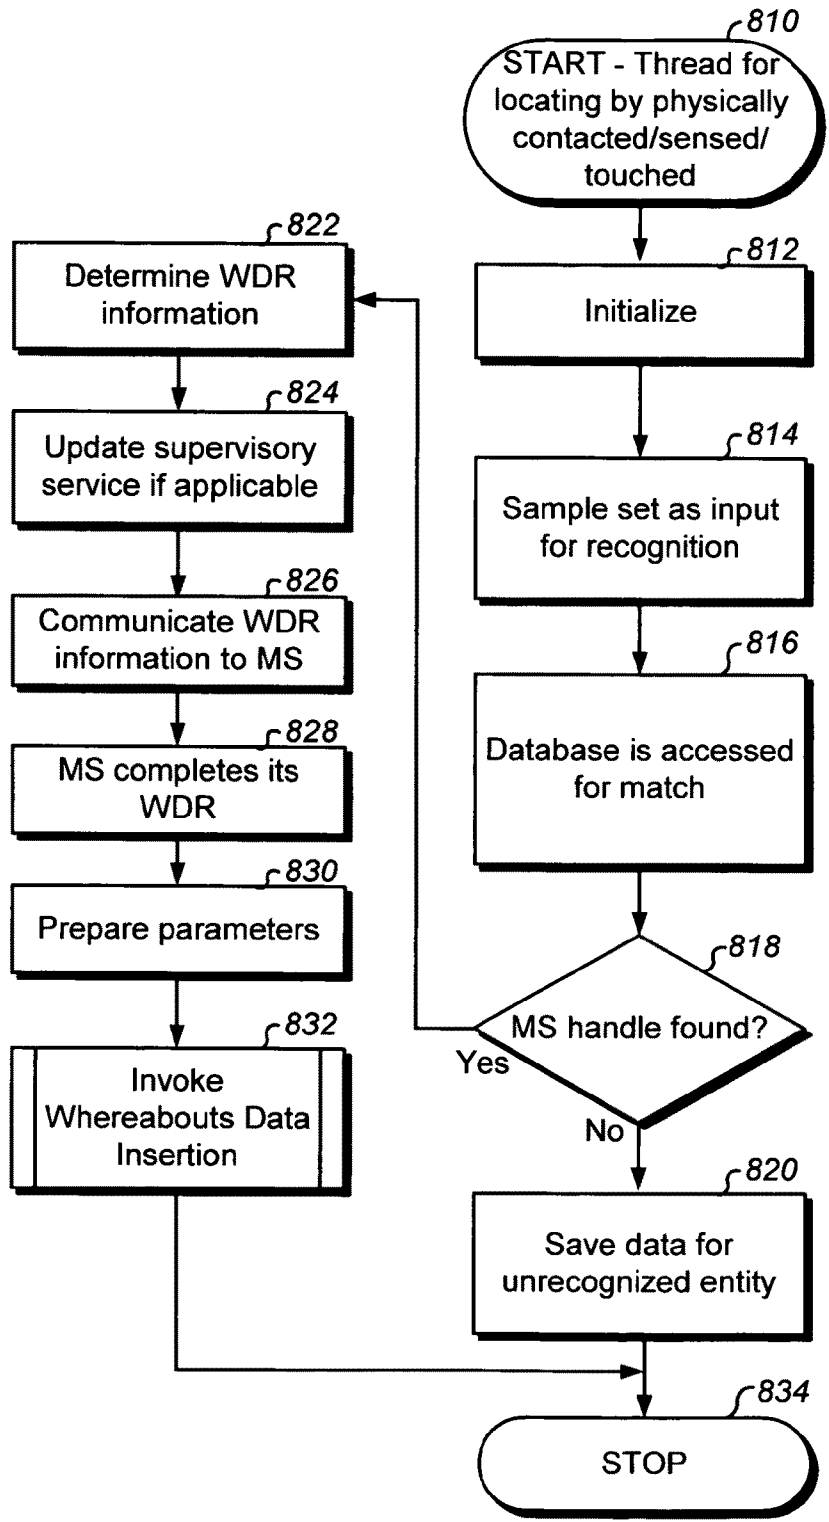 810
START - Thread for
locating by physically
contacted/sensed/
touched
812
Initialize
814
Sample set as input
for recognition
816
Database is accessed
for match
818
MS handle found?
Yes
No
820
Save data for
unrecognized entity
822
Determine WDR
information
824
Update supervisory
service if applicable
826
Communicate WDR
information to MS
828
MS completes its
WDR
830
Prepare parameters
832
Invoke
Whereabouts Data
Insertion
834
STOP